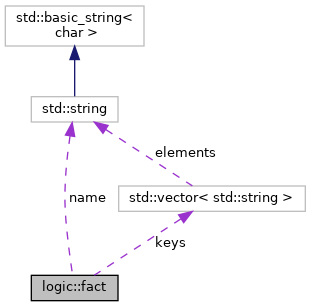 std::basic_string<
char >
std::string
elements
std::vector< std::string >
name
keys
logic::fact